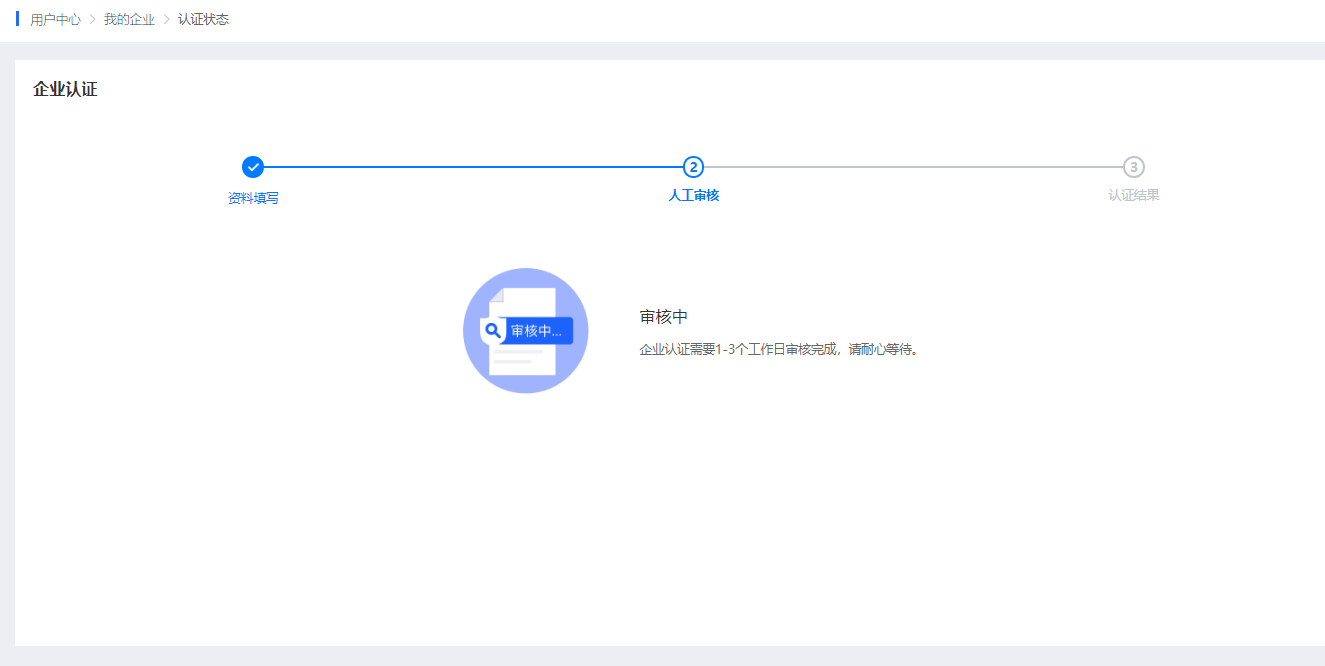 用户中心 > 我的企业 > 认证状态
企业认证
2
3
资料填写
人工审核
认证结果
审核中...
审核中
企业认证需要1-3个工作日审核完成，请耐心等待。